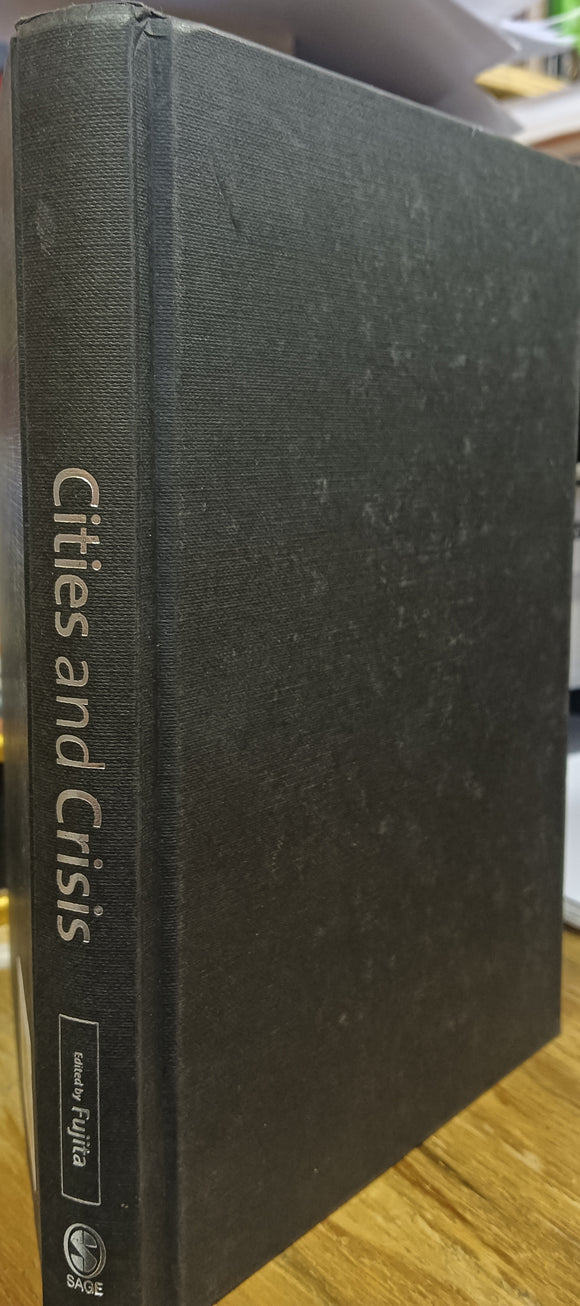 Cities and Crisis
Edited by Fujita
SAGE